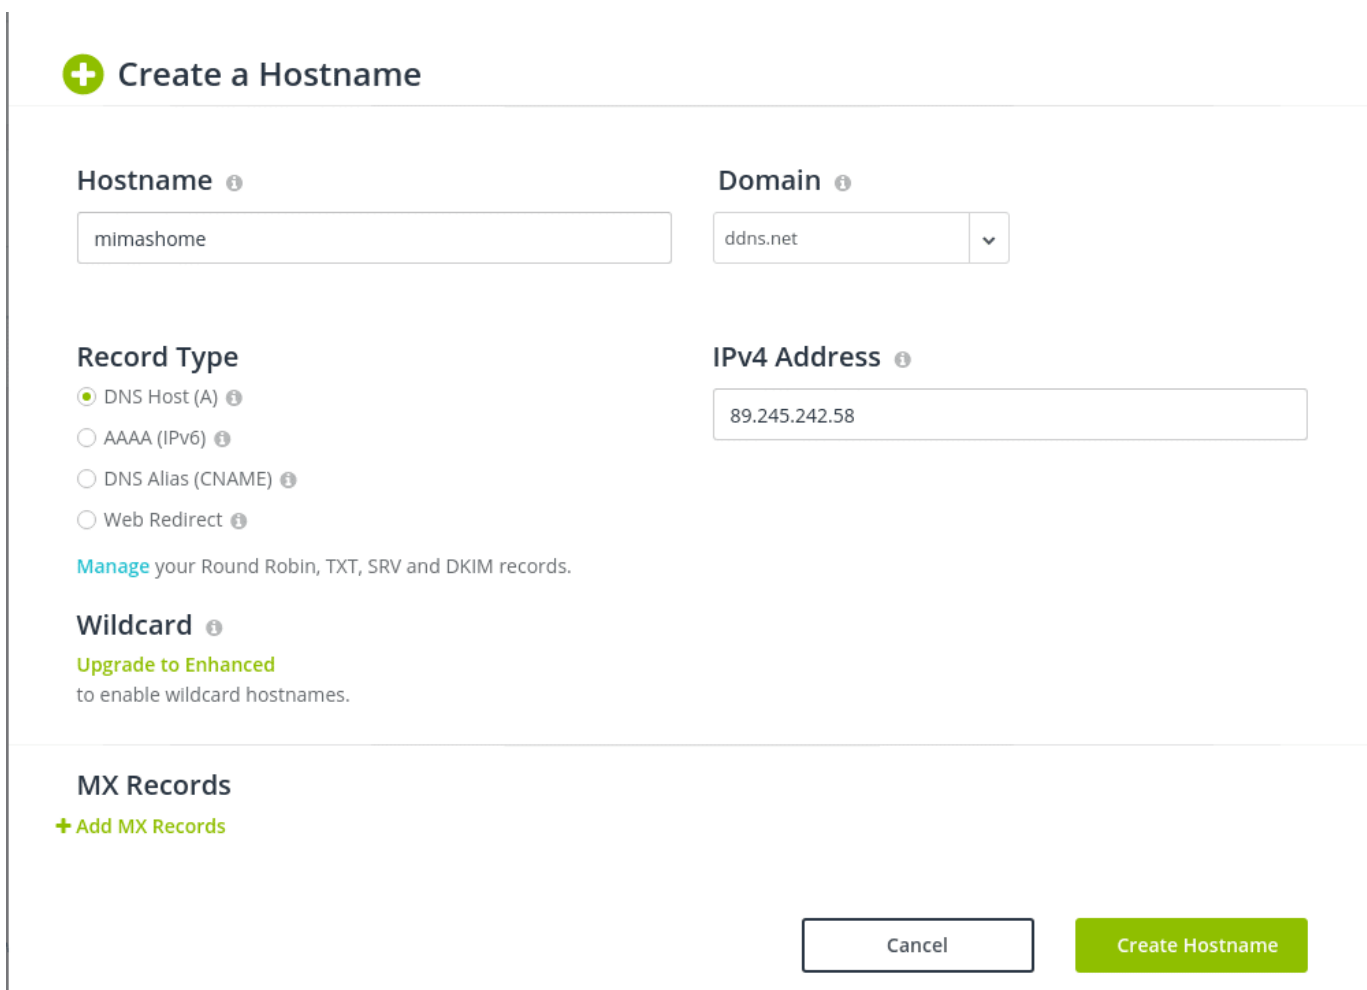 Create a Hostname
Hostname
Domain
mimashome
ddns.net
Record Type
IPv4 Address
DNS Host (A)
89.245.242.58
AAAA (IPv6)
DNS Alias (CNAME)
Web Redirect
Manage your Round Robin, TXT, SRV and DKIM records.
Wildcard
Upgrade to Enhanced
to enable wildcard hostnames.
MX Records
Add MX Records
Cancel
Create Hostname